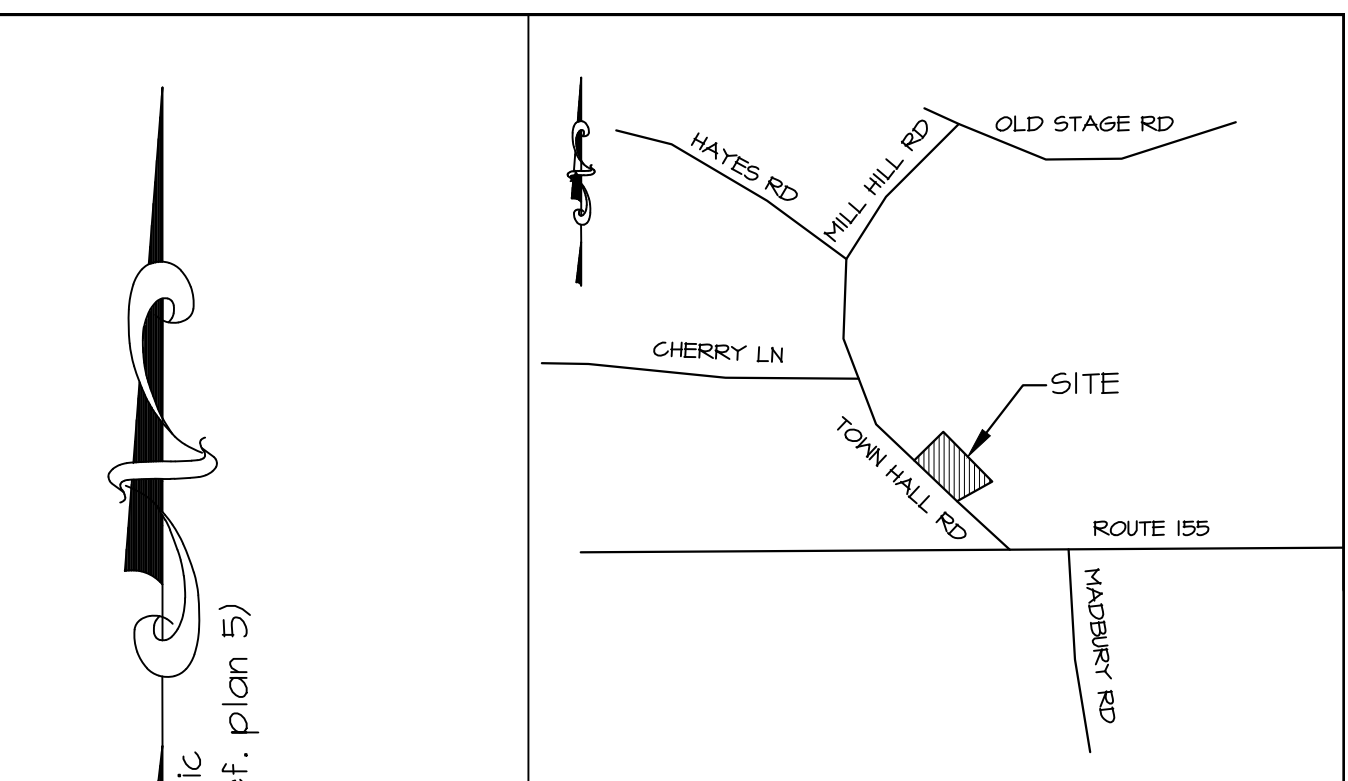 HAYES RD
MILL HILL RD
OLD STAGE RD
CHERRY LN
SITE
TOWN HALL RD
ROUTE 155
MADBURY RD
plan 5)